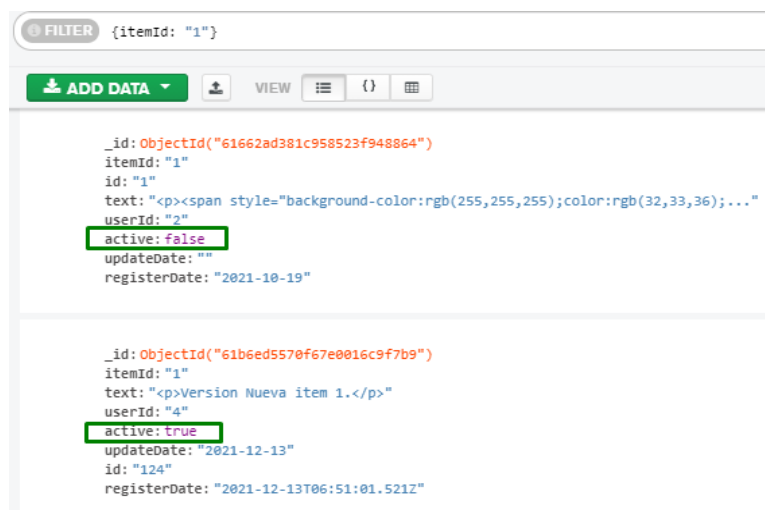 FILTER {itemId: "1"}
ADD DATA VIEW {}
_id: ObjectId("61662ad381c958523f948864")
itemId: "1"
id: "1"
text: "<p><span style="background-color:rgb(255,255,255);color:rgb(32,33,36);..."
userId: "2"
active: false
updateDate: ""
registerDate: "2021-10-19"
_id: ObjectId("61b6ed5570f67e0016c9f7b9")
itemId: "1"
text: "<p>Version Nueva item 1.</p>"
userId: "4"
active: true
updateDate: "2021-12-13"
id: "124"
registerDate: "2021-12-13T06:51:01.521Z"